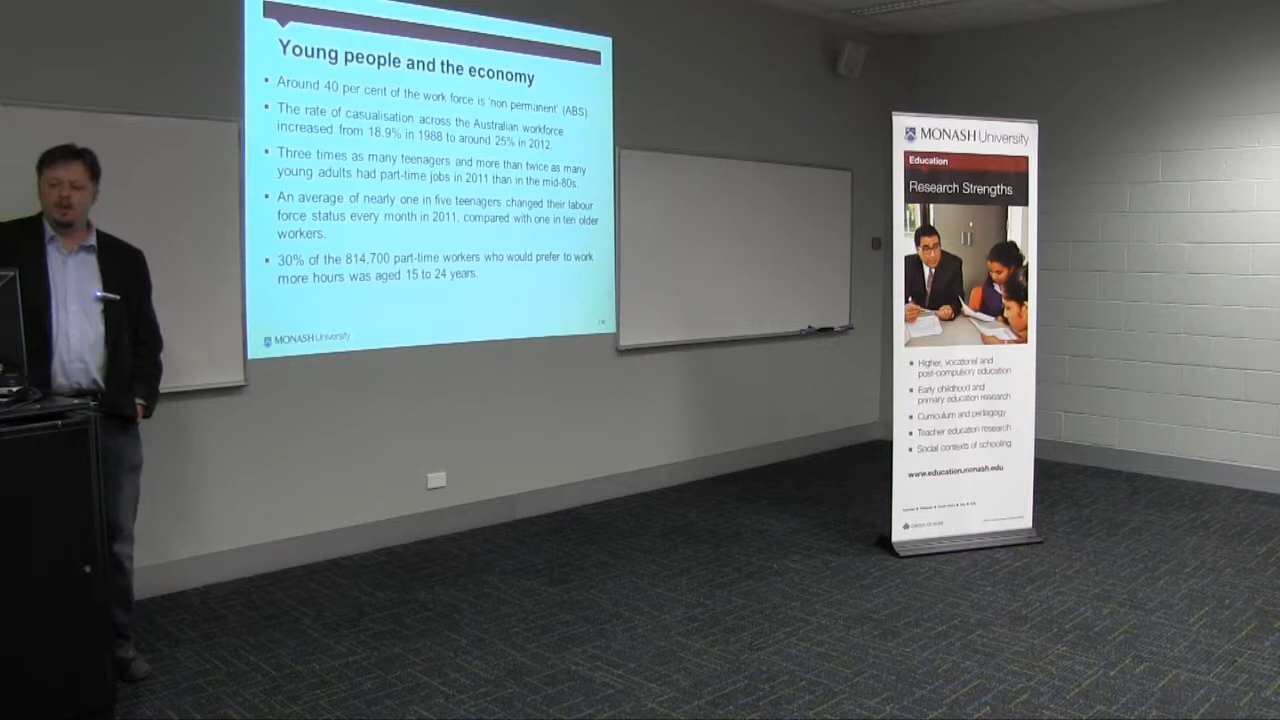 Young people and the economy
Around 40 per cent of the work force is 'non permanent' (ABS).
The rate of casualisation across the Australian workforce
increased from 18.9% in 1988 to around 25% in 2012.
Three times as many teenagers and more than twice as many
young adults had part-time jobs in 2011 than in the mid-80s.
An average of nearly one in five teenagers changed their labour
force status every month in 2011, compared with one in ten older
workers.
30% of the 814,700 part-time workers who would prefer to work
more hours was aged 15 to 24 years.
MONASH University
MONASH University
Education
Research Strengths
Higher, vocational and
post-compulsory education
Early childhood and
primary education research
Curriculum and pedagogy
Teacher education research
Social contexts of schooling
www.education.monash.edu